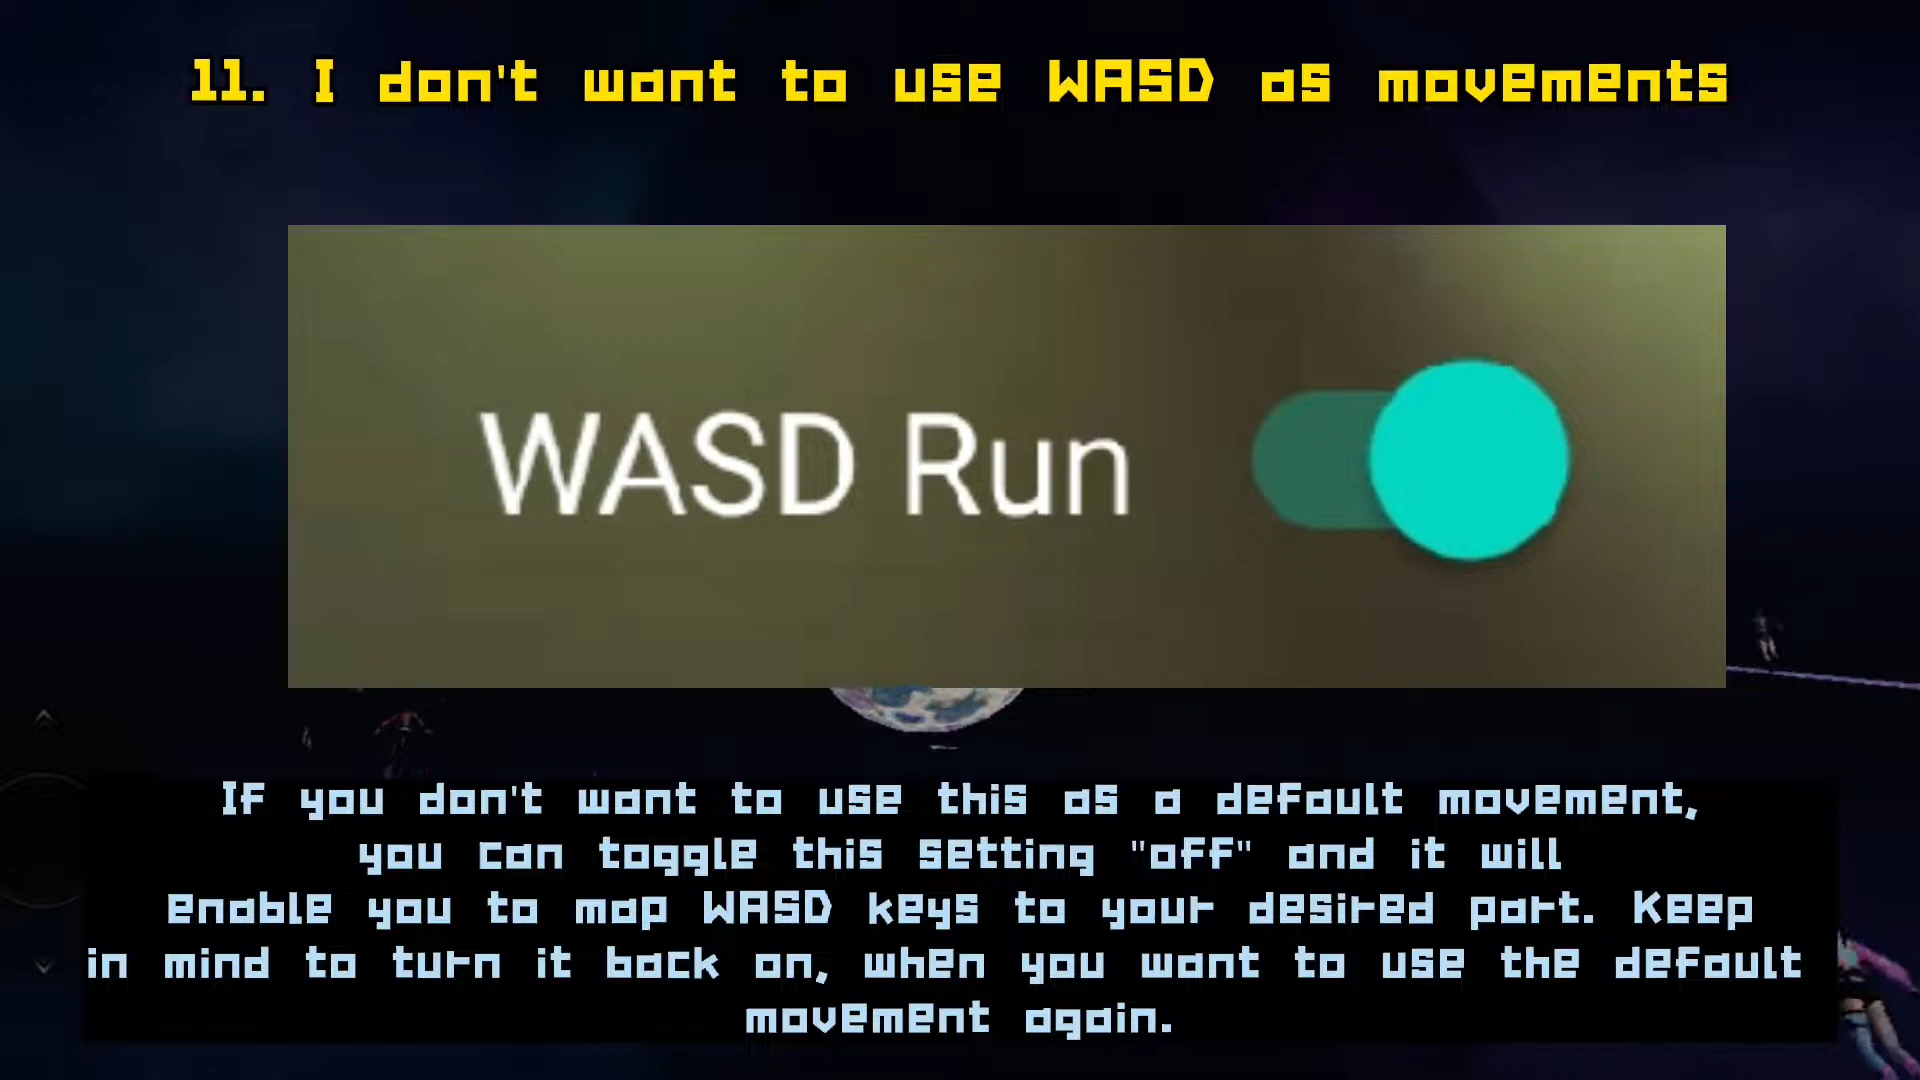 11. I don't want to use WASD as movements
WASD Run
If you don't want to use this as a default movement,
you can toggle this setting "off" and it will
enable you to map WASD keys to your desired part. Keep
in mind to turn it back on, when you want to use the default
movement again.